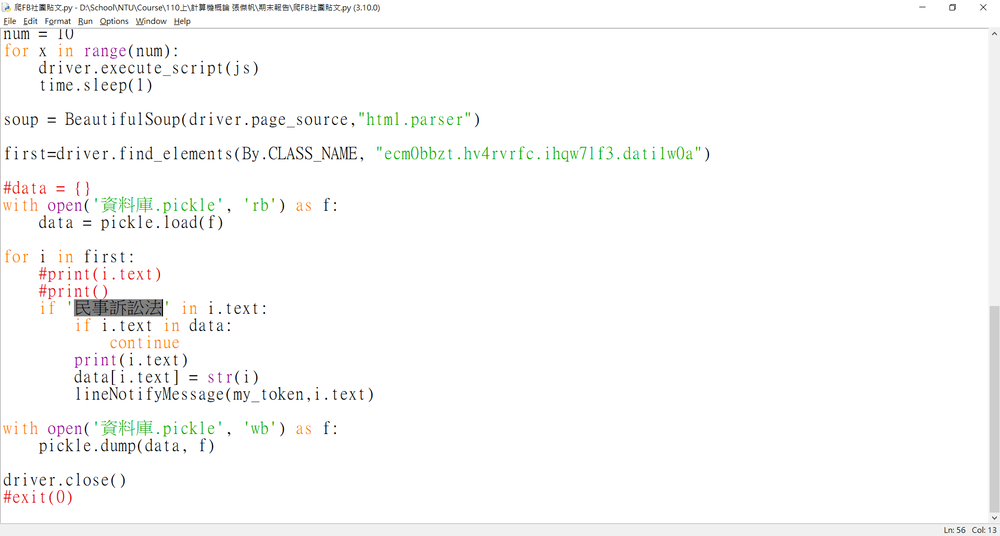 爬FB社團貼文.py - D:\School\NTU\Course\110上\計算機概論 張傑帆\期末報告\爬FB社團貼文.py (3.10.0)
File Edit Format Run Options Window Help
num = 10
for x in range(num):
    driver.execute_script(js)
    time.sleep(1)

soup = BeautifulSoup(driver.page_source,"html.parser")

first=driver.find_elements(By.CLASS_NAME, "ecm0bbzt.hv4rvrfc.ihqw7lf3.dati1w0a")

#data = {}
with open('資料庫.pickle', 'rb') as f:
    data = pickle.load(f)

for i in first:
    #print(i.text)
    #print()
    if '民事訴訟法' in i.text:
        if i.text in data:
            continue
        print(i.text)
        data[i.text] = str(i)
        lineNotifyMessage(my_token,i.text)

with open('資料庫.pickle', 'wb') as f:
    pickle.dump(data, f)

driver.close()
#exit(0)
Ln: 56 Col: 13